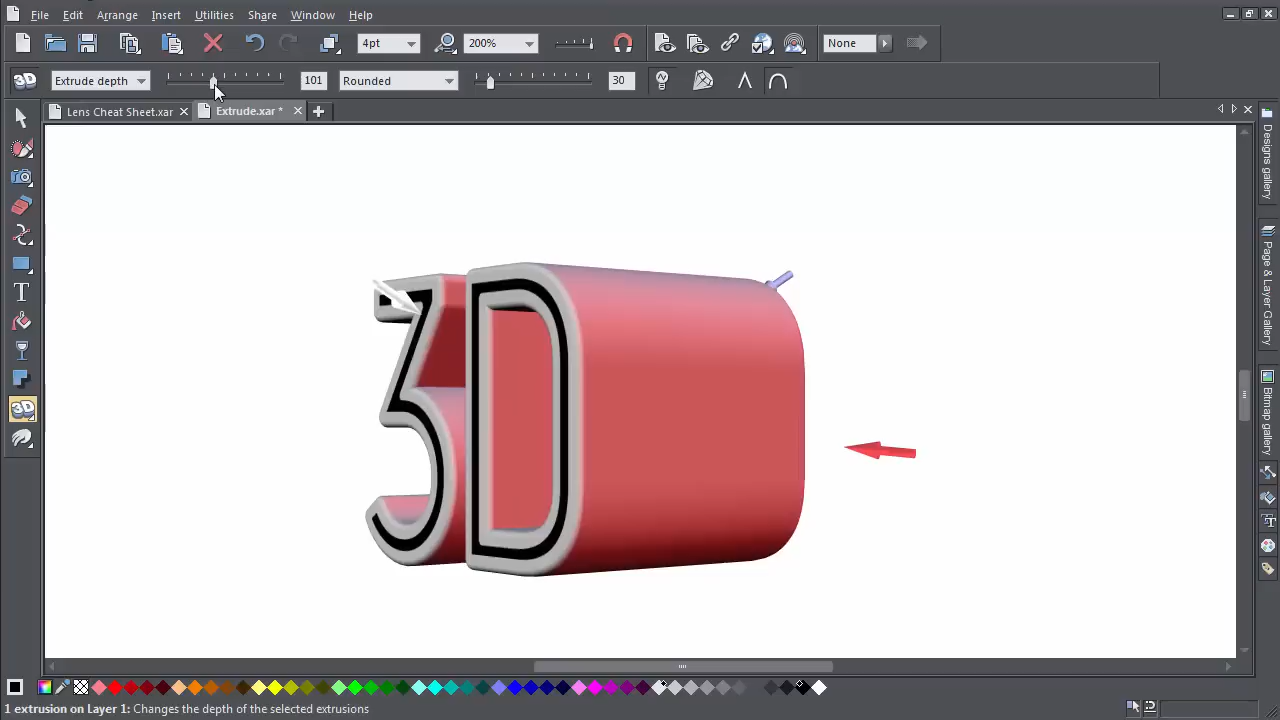 File Edit Arrange Insert Utilities Share Window Help
4pt 200% None
3D Extrude depth 101 Rounded 30
Lens Cheat Sheet.xar Extrude.xar *
Designs gallery
Page & Layer Gallery
Bitmap gallery
T
3D
3D
1 extrusion on Layer 1: Changes the depth of the selected extrusions